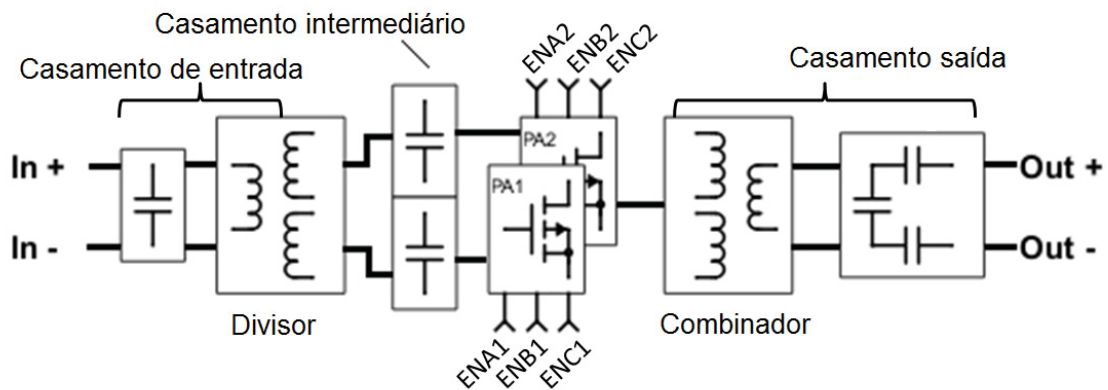 Casamento intermediário
Casamento de entrada
ENA2
ENB2
ENC2
Casamento saída
In +
In -
PA2
PA1
Out +
Out -
Divisor
Combinador
ENA1
ENB1
ENC1